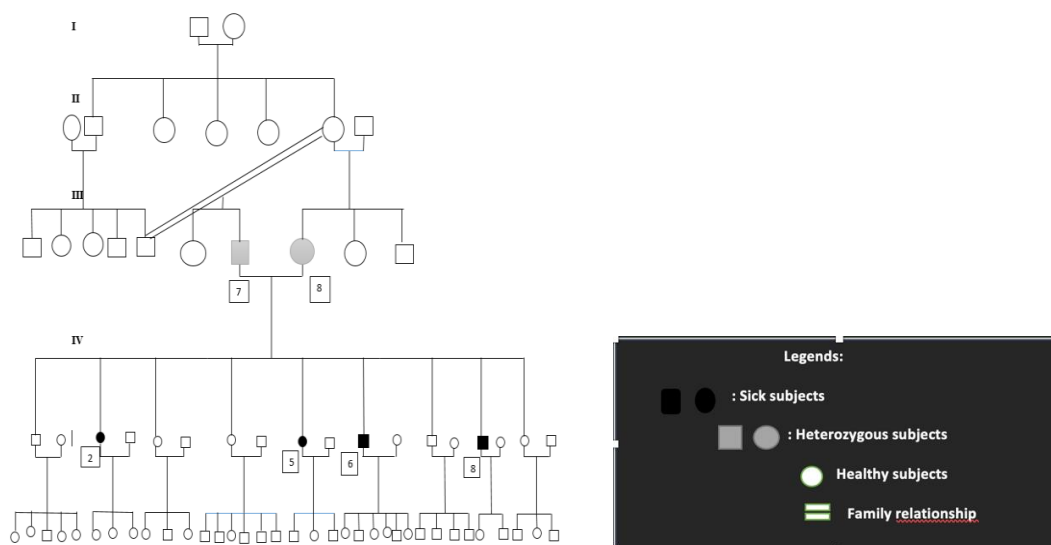 I
II
III
7
8
IV
2
5
6
8
Legends:
: Sick subjects
: Heterozygous subjects
Healthy subjects
Family relationship